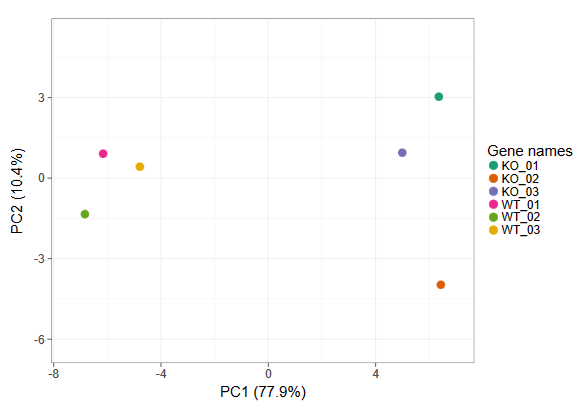 3
0
-3
-6
-8
-4
0
4
PC1 (77.9%)
PC2 (10.4%)
Gene names
KO_01
KO_02
KO_03
WT_01
WT_02
WT_03